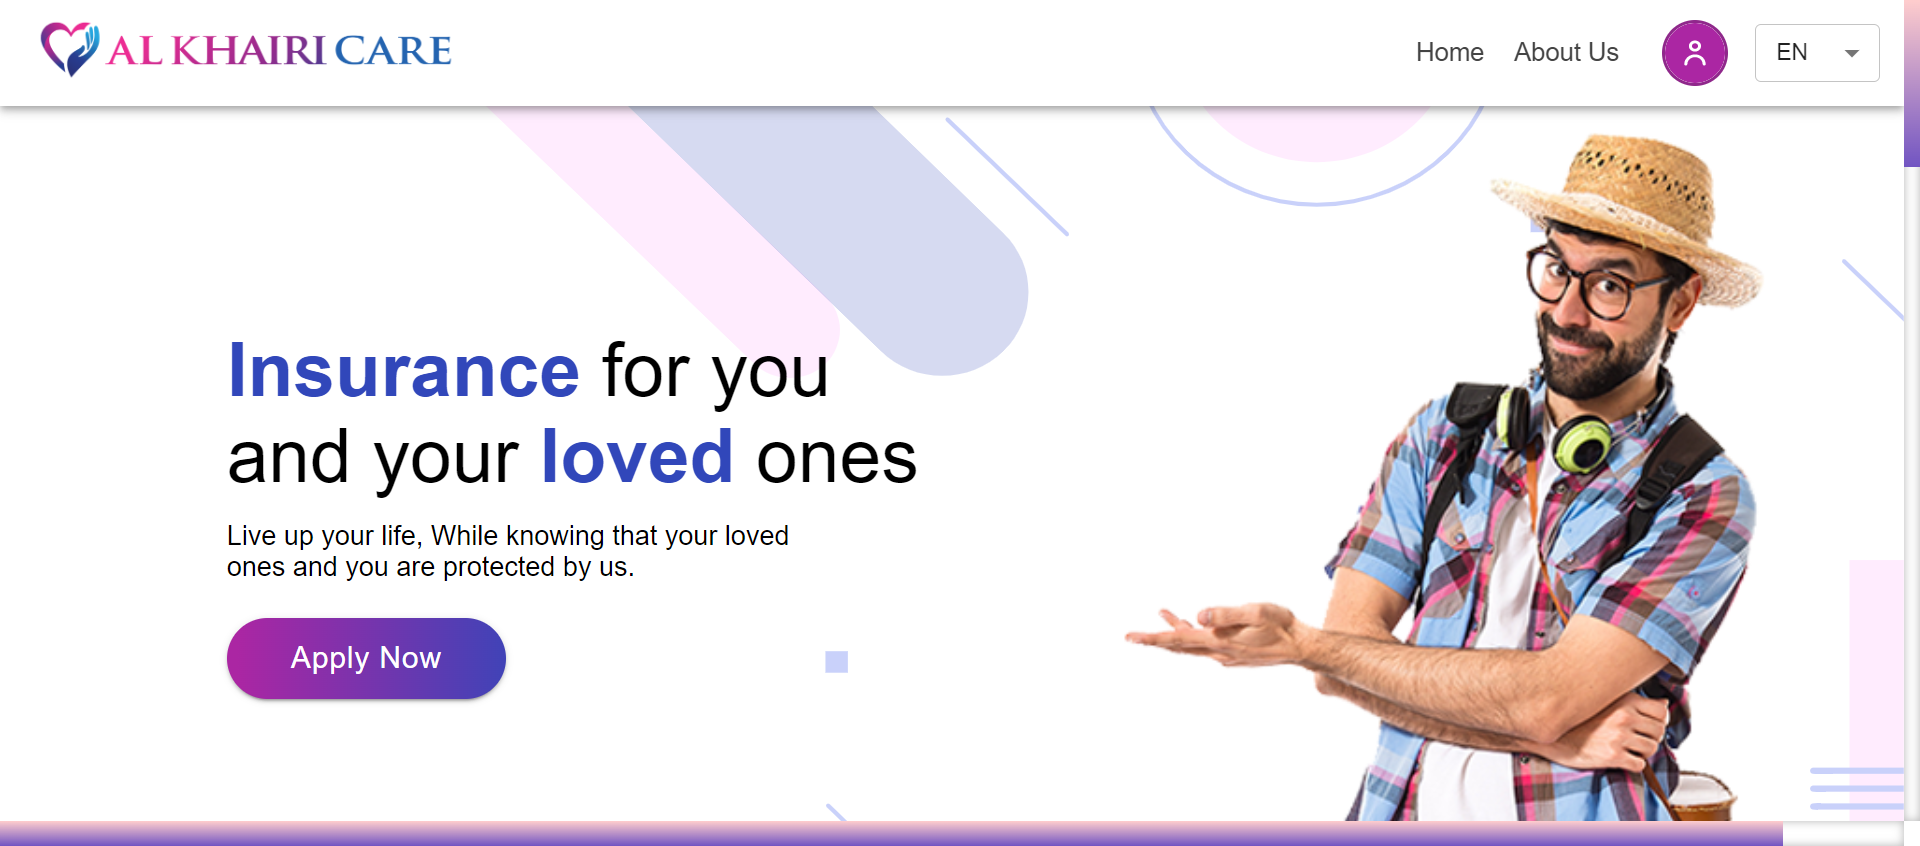 AL KHAIRI CARE
Home
About Us
EN
Insurance for you
and your loved ones
Live up your life, While knowing that your loved
ones and you are protected by us.
Apply Now